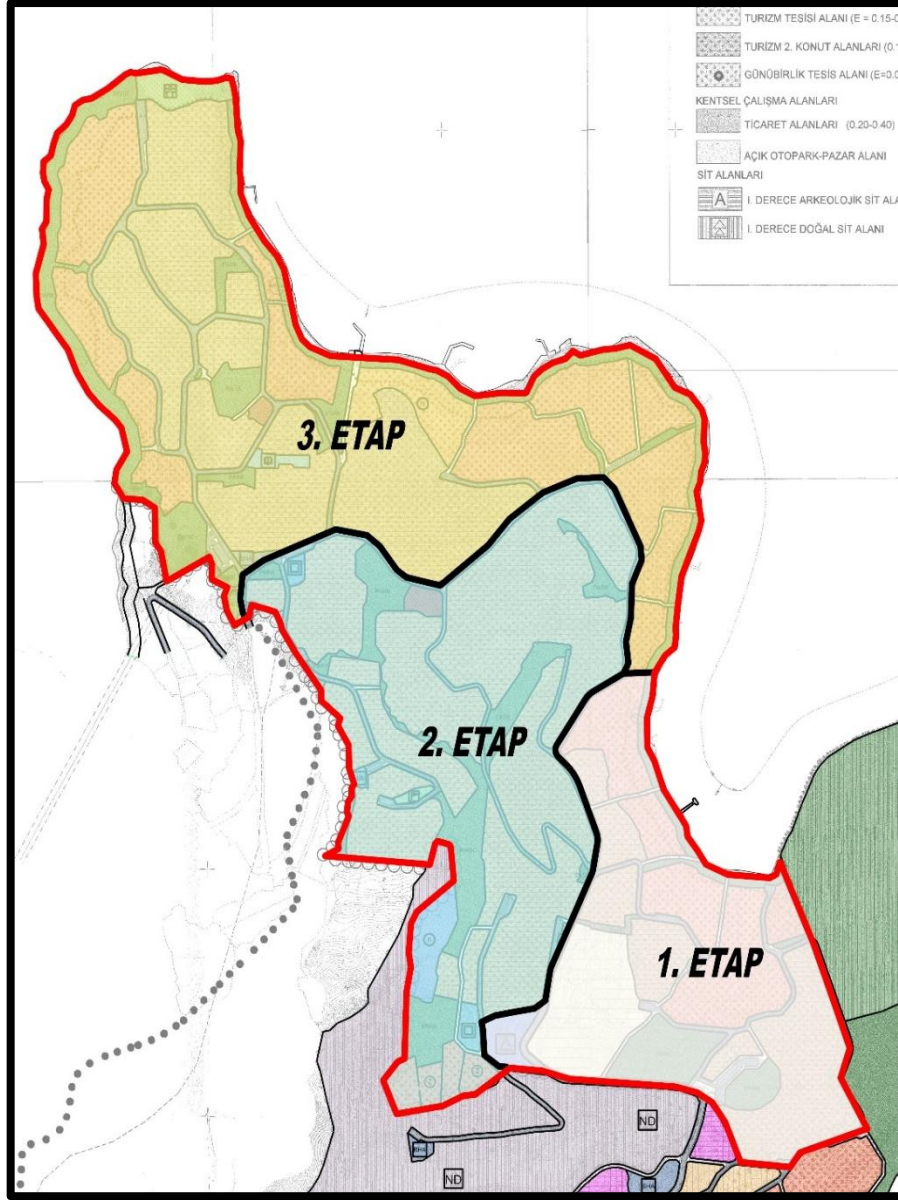 TURİZM TESİSİ ALANI (E = 0.15-0
TURİZM 2. KONUT ALANLARI (0.1
GÜNÜBİRLİK TESİS ALANI (E=0.0
KENTSEL ÇALIŞMA ALANLARI
TİCARET ALANLARI (0.20-0.40)
AÇIK OTOPARK-PAZAR ALANI
SİT ALANLARI
A I. DERECE ARKEOLOJİK SİT ALA
I. DERECE DOĞAL SİT ALANI
3. ETAP
2. ETAP
1. ETAP
ND
ND